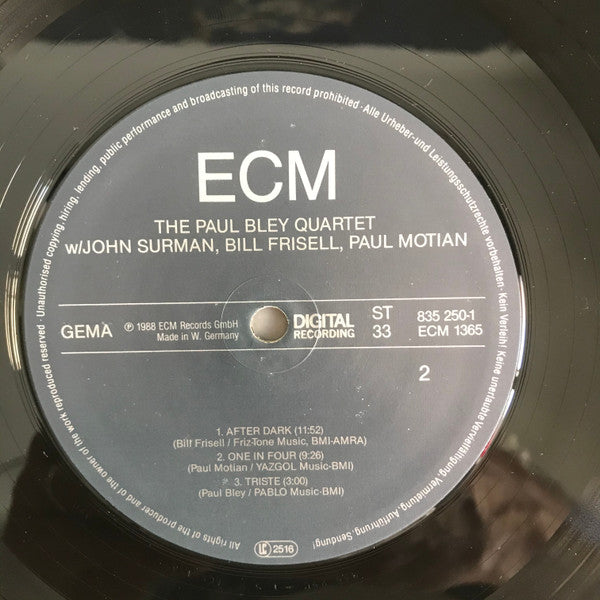 All rights of the producer and of the owner of the work reproduced reserved · Unauthorised copying, hiring, lending, public performance and broadcasting of this record prohibited · Alle Urheber- und Leistungsschutzrechte vorbehalten · Kein Verleih! Keine unerlaubte Vervielfältigung, Vermietung, Aufführung, Sendung!
ECM
THE PAUL BLEY QUARTET
w/JOHN SURMAN, BILL FRISELL, PAUL MOTIAN
GEMA
℗ 1988 ECM Records GmbH
Made in W. Germany
DIGITAL
RECORDING
ST
33
835 250-1
ECM 1365
2
1. AFTER DARK (11:52)
(Bill Frisell / Friz-Tone Music, BMI-AMRA)
2. ONE IN FOUR (9:26)
(Paul Motian / YAZGOL Music-BMI)
3. TRISTE (3:00)
(Paul Bley / PABLO Music-BMI)
LC 2516